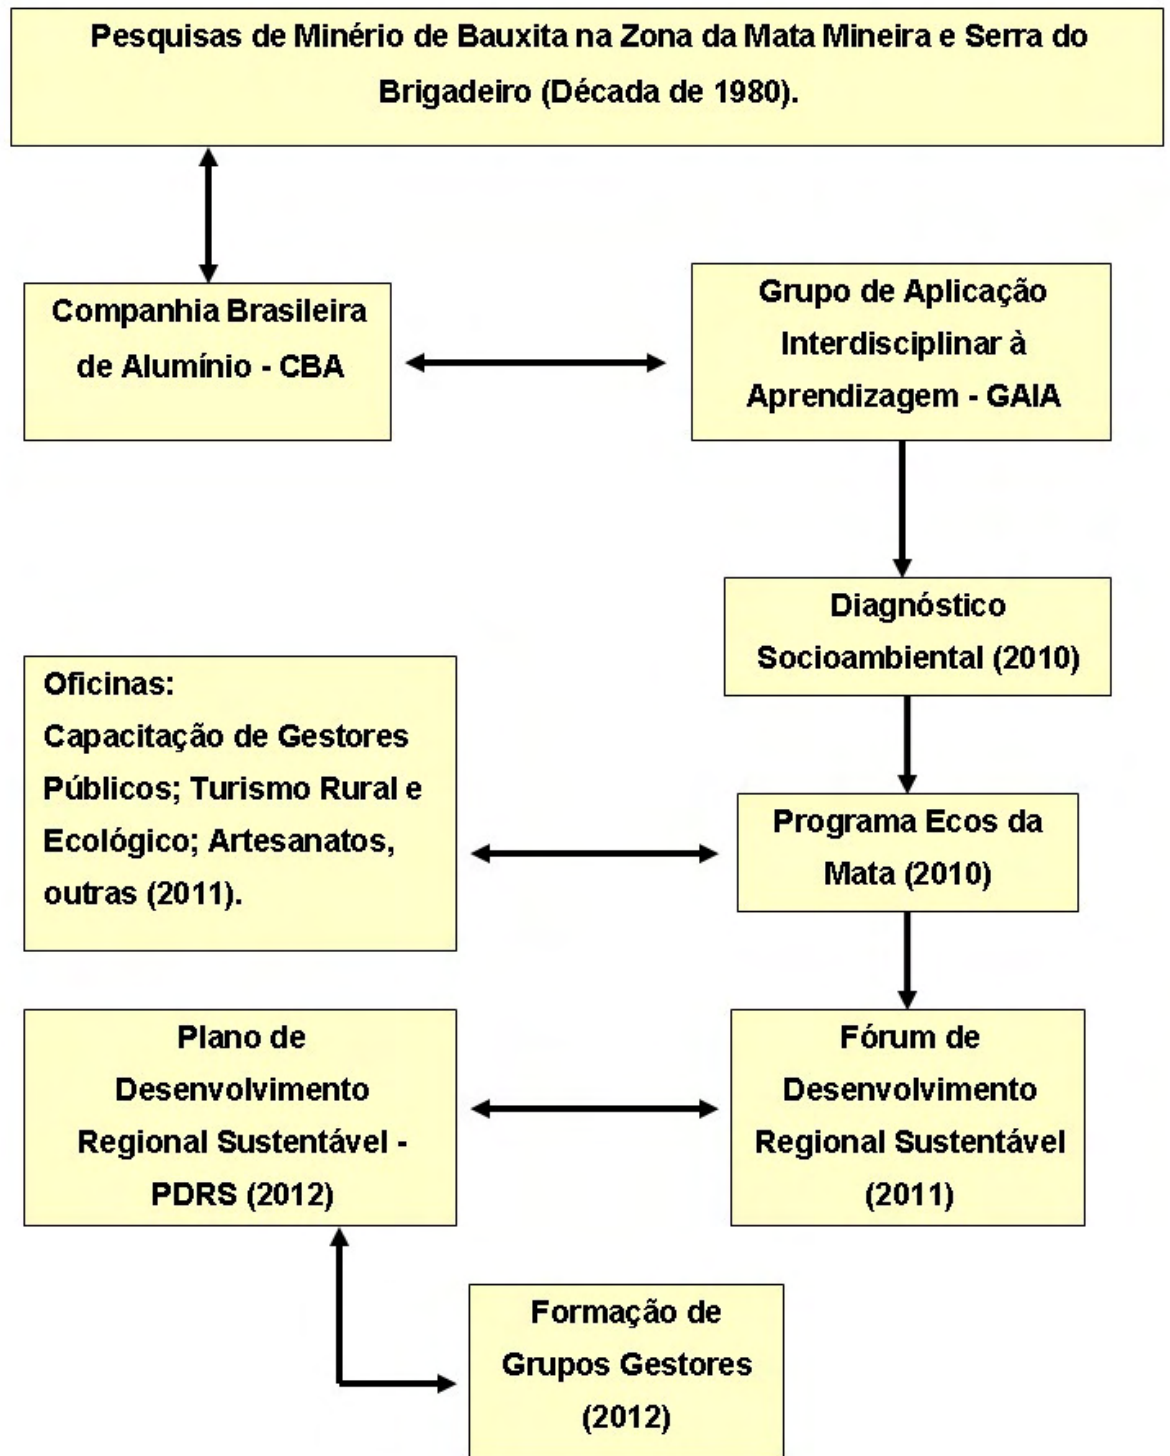 Pesquisas de Minério de Bauxita na Zona da Mata Mineira e Serra do
Brigadeiro (Década de 1980).
Companhia Brasileira
de Alumínio - CBA
Grupo de Aplicação
Interdisciplinar à
Aprendizagem - GAIA
Diagnóstico
Socioambiental (2010)
Oficinas:
Capacitação de Gestores
Públicos; Turismo Rural e
Ecológico; Artesanatos,
outras (2011).
Programa Ecos da
Mata (2010)
Plano de
Desenvolvimento
Regional Sustentável -
PDRS (2012)
Fórum de
Desenvolvimento
Regional Sustentável
(2011)
Formação de
Grupos Gestores
(2012)